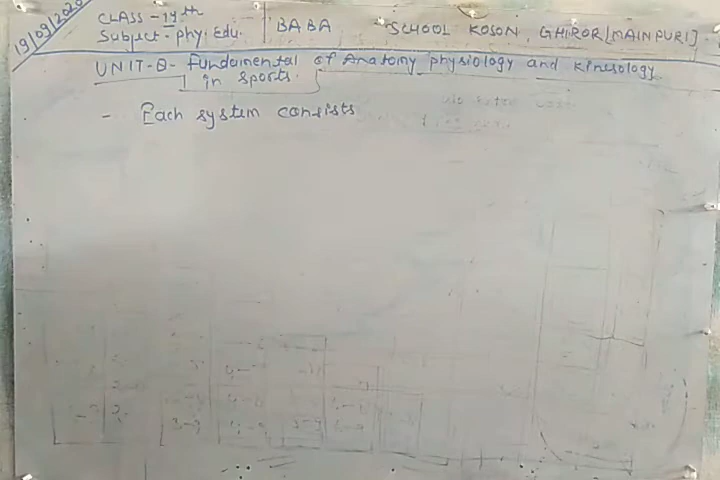 19/09/2020
CLASS - 11th
Subject - phy. Edu.
BABA SCHOOL KOSON, GHIROR [MAINPURI]
UNIT-8- Fundamental of Anatomy physiology and Kinesology
in sports.
- Each system consists